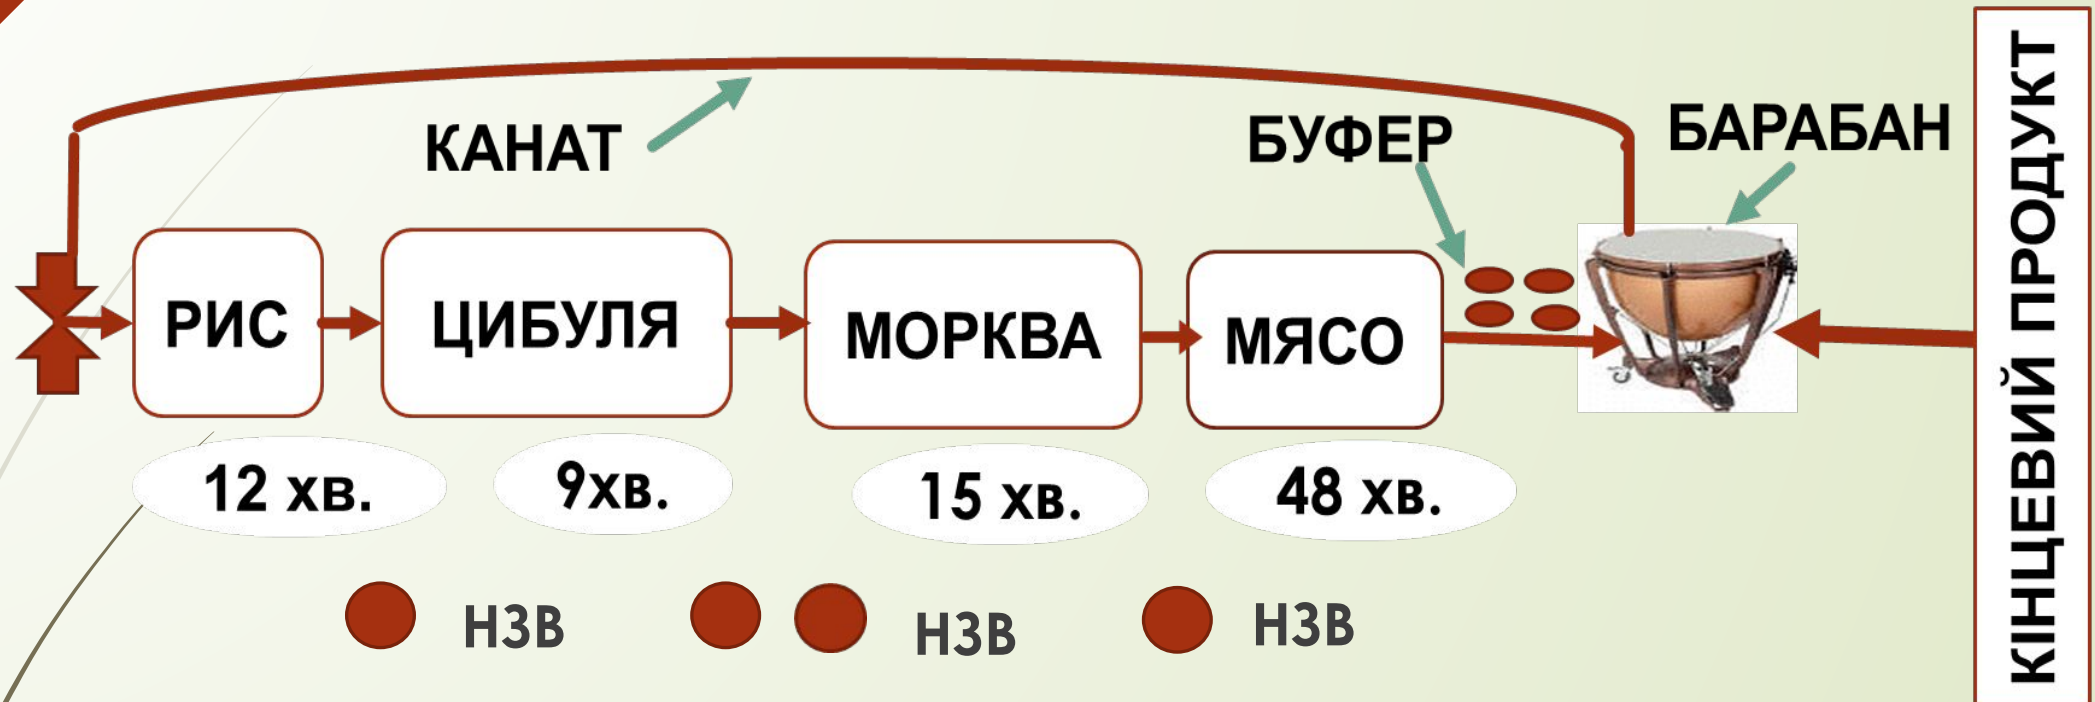 КАНАТ
БУФЕР
БАРАБАН
РИС
ЦИБУЛЯ
МОРКВА
МЯСО
12 хв.
9хв.
15 хв.
48 хв.
НЗВ
НЗВ
НЗВ
КІНЦЕВИЙ ПРОДУКТ